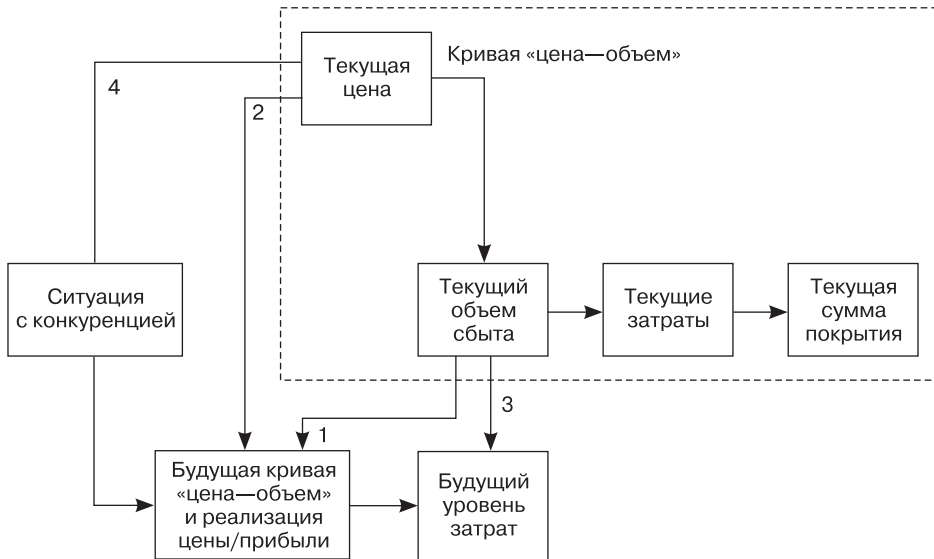 Текущая
цена
Кривая «цена—объем»
4
2
Ситуация
с конкуренцией
Текущий
объем
сбыта
Текущие
затраты
Текущая
сумма
покрытия
1
3
Будущая кривая
«цена—объем»
и реализация
цены/прибыли
Будущий
уровень
затрат